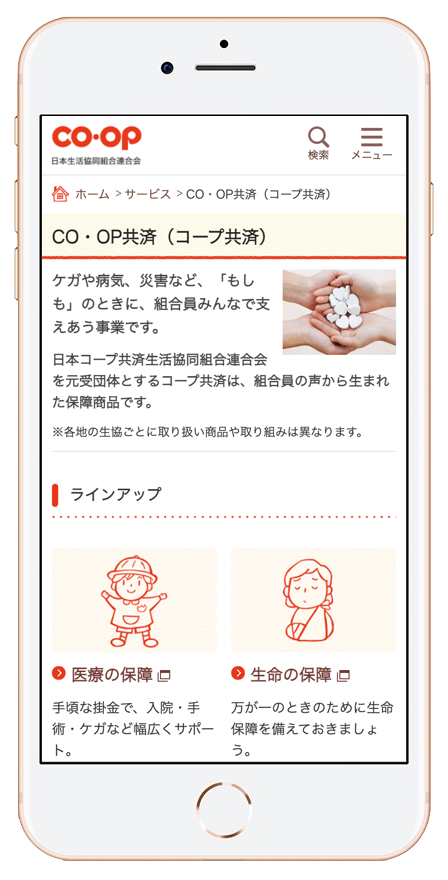 CO・OP
日本生活協同組合連合会
検索
メニュー
ホーム >サービス >CO・OP共済（コープ共済）
CO・OP共済（コープ共済）
ケガや病気、災害など、「もし
も」のときに、組合員みんなで支
えあう事業です。
日本コープ共済生活協同組合連合会
を元受団体とするコープ共済は、組合員の声から生まれ
た保障商品です。
※各地の生協ごとに取り扱い商品や取り組みは異なります。
ラインアップ
医療の保障
手頃な掛金で、入院・手
術・ケガなど幅広くサポー
ト。
生命の保障
万が一のときのために生命
保障を備えておきましょ
う。